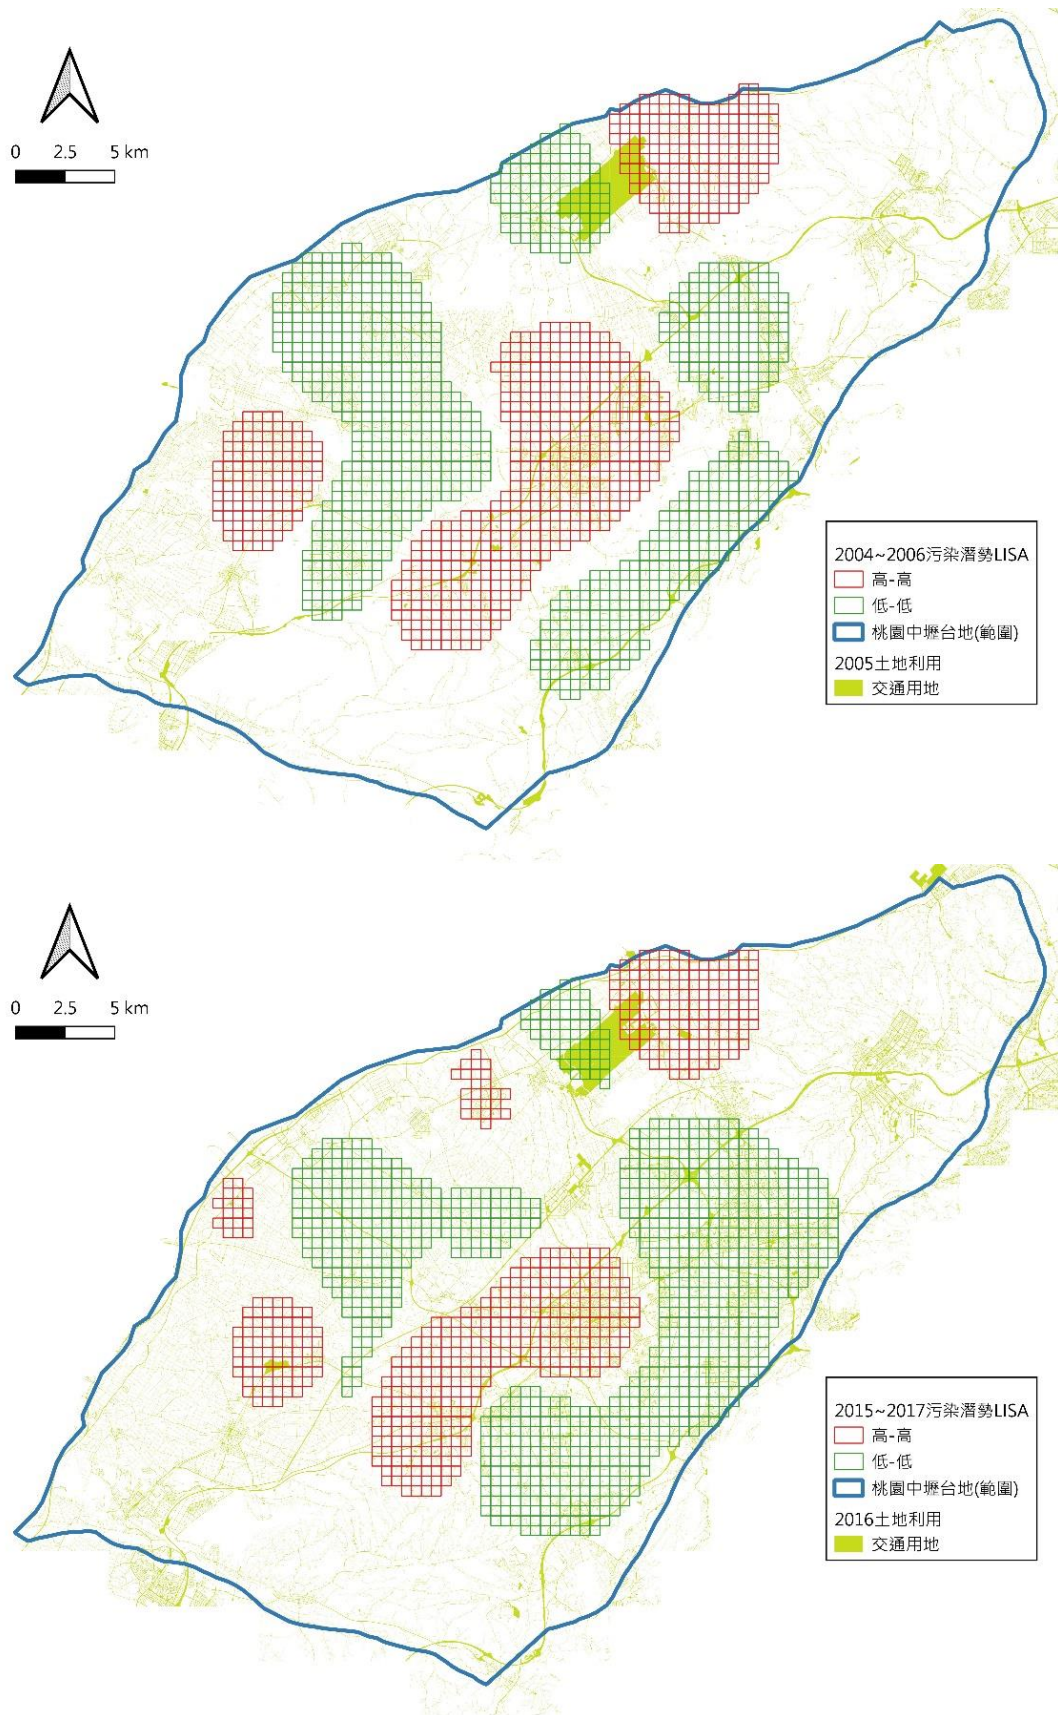 0 2.5 5 km
2004~2006污染潛勢LISA
高-高
低-低
桃園中壢台地(範圍)
2005土地利用
交通用地
0 2.5 5 km
2015~2017污染潛勢LISA
高-高
低-低
桃園中壢台地(範圍)
2016土地利用
交通用地